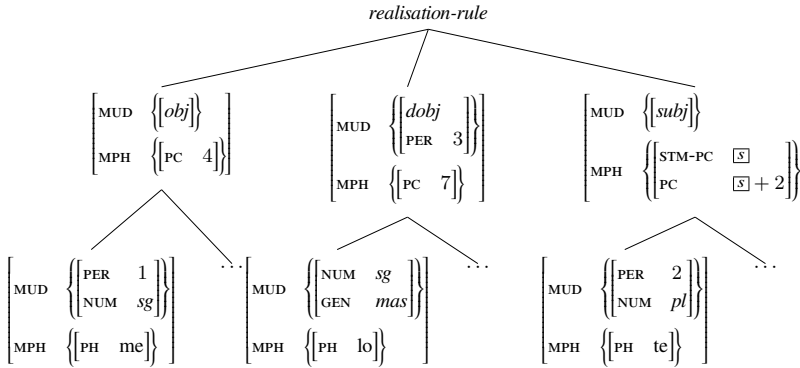 realisation-rule
MUD {[obj]}
MPH {[PC 4]}
MUD {[dobj
PER 3]}
MPH {[PC 7]}
MUD {[subj]}
MPH {[STM-PC s
PC s + 2]}
MUD {[PER 1
NUM sg]}
MPH {[PH me]}
...
MUD {[NUM sg
GEN mas]}
MPH {[PH lo]}
...
MUD {[PER 2
NUM pl]}
MPH {[PH te]}
...